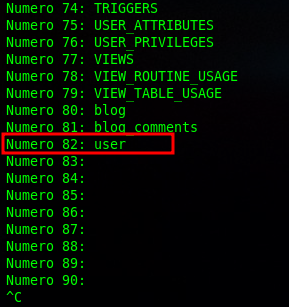 Numero 74: TRIGGERS
Numero 75: USER_ATTRIBUTES
Numero 76: USER_PRIVILEGES
Numero 77: VIEWS
Numero 78: VIEW_ROUTINE_USAGE
Numero 79: VIEW_TABLE_USAGE
Numero 80: blog
Numero 81: blog_comments
Numero 82: user
Numero 83:
Numero 84:
Numero 85:
Numero 86:
Numero 87:
Numero 88:
Numero 89:
Numero 90:
^C